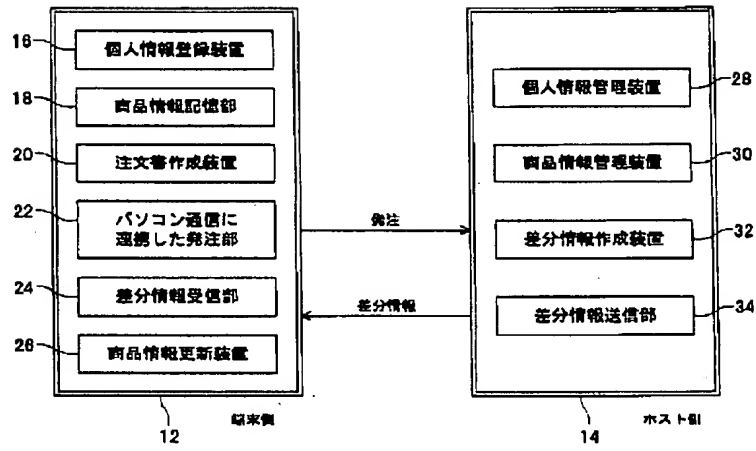 16
個人情報登録装置
18
商品情報記憶部
20
注文書作成装置
22
パソコン通信に
連携した発注部
24
差分情報受信部
26
商品情報更新装置
12
端末側
発注
差分情報
個人情報管理装置
28
商品情報管理装置
30
差分情報作成装置
32
差分情報送信部
34
14
ホスト側